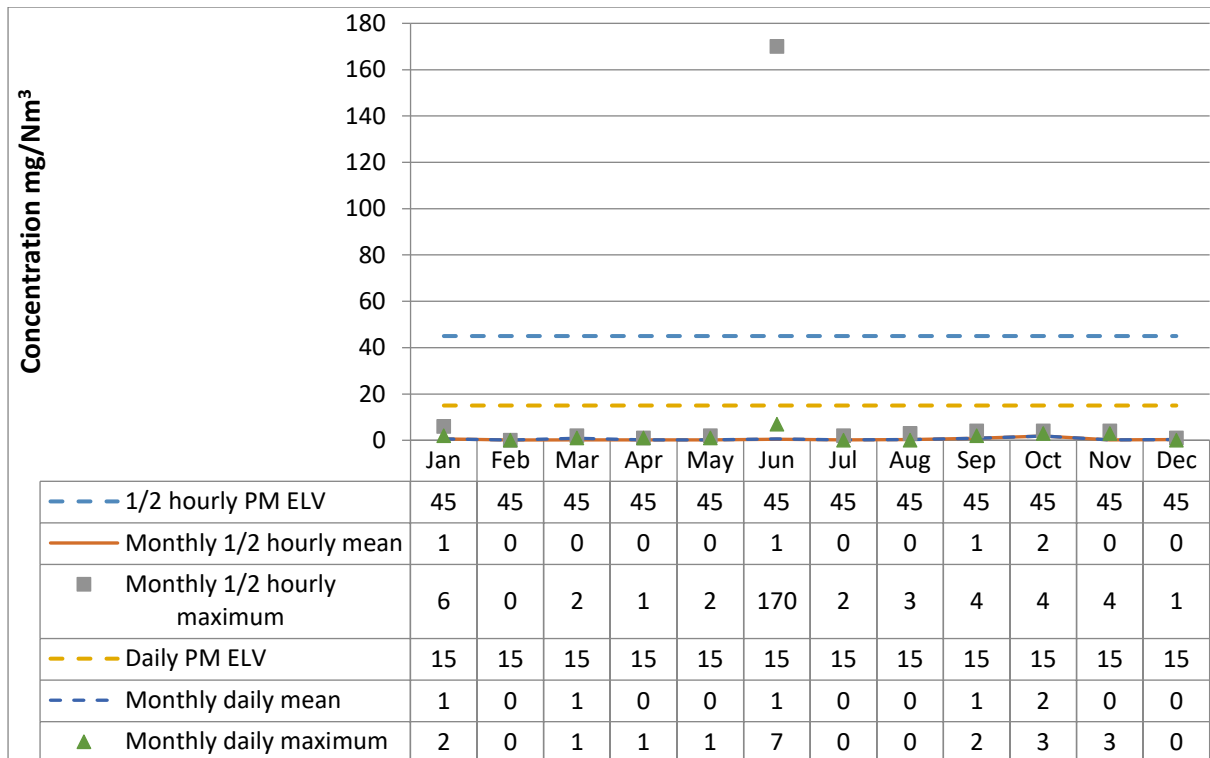 Concentration mg/Nm³
180
160
140
120
100
80
60
40
20
0
Jan Feb Mar Apr May Jun Jul Aug Sep Oct Nov Dec
1/2 hourly PM ELV 45 45 45 45 45 45 45 45 45 45 45 45
Monthly 1/2 hourly mean 1 0 0 0 0 1 0 0 1 2 0 0
Monthly 1/2 hourly
maximum 6 0 2 1 2 170 2 3 4 4 4 1
Daily PM ELV 15 15 15 15 15 15 15 15 15 15 15 15
Monthly daily mean 1 0 1 0 0 1 0 0 1 2 0 0
Monthly daily maximum 2 0 1 1 1 7 0 0 2 3 3 0